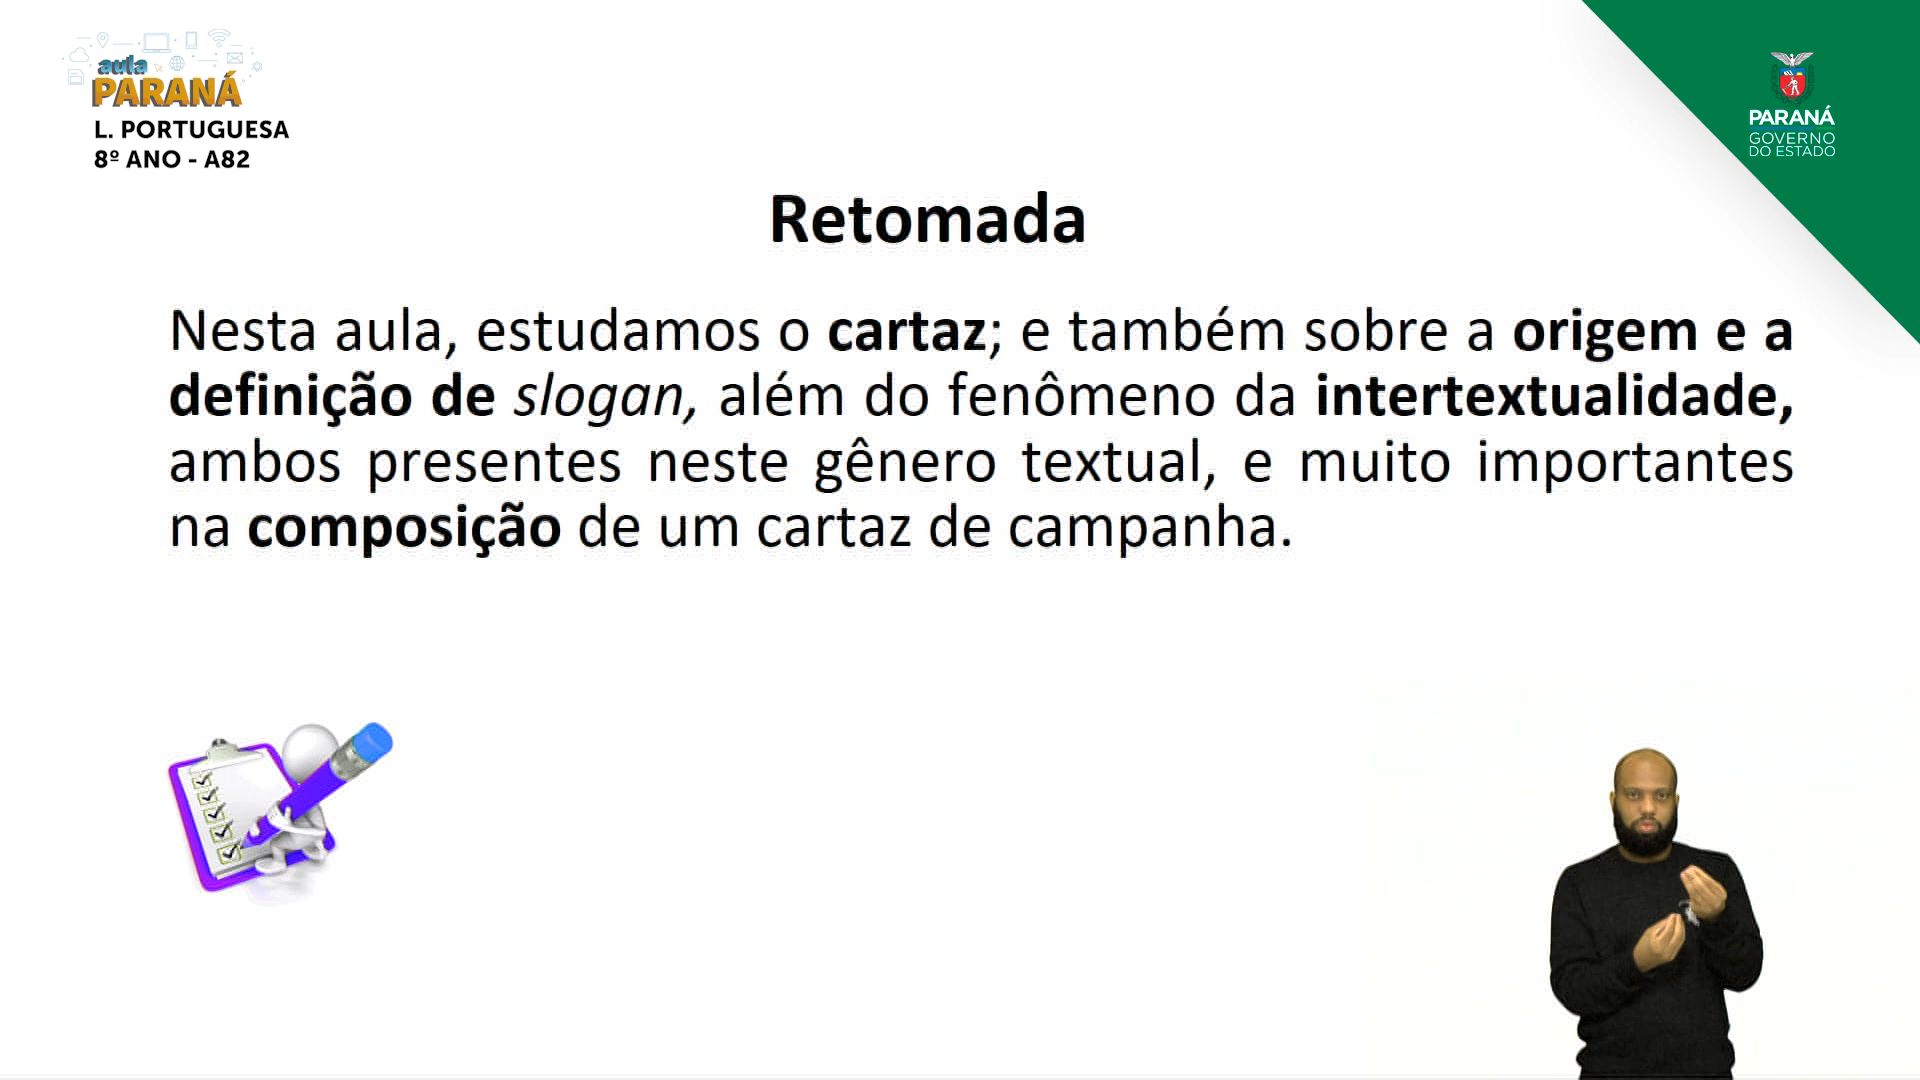 aula
PARANÁ
L. PORTUGUESA
8º ANO - A82
PARANÁ
GOVERNO
DO ESTADO
Retomada
Nesta aula, estudamos o cartaz; e também sobre a origem e a
definição de slogan, além do fenômeno da intertextualidade,
ambos presentes neste gênero textual, e muito importantes
na composição de um cartaz de campanha.